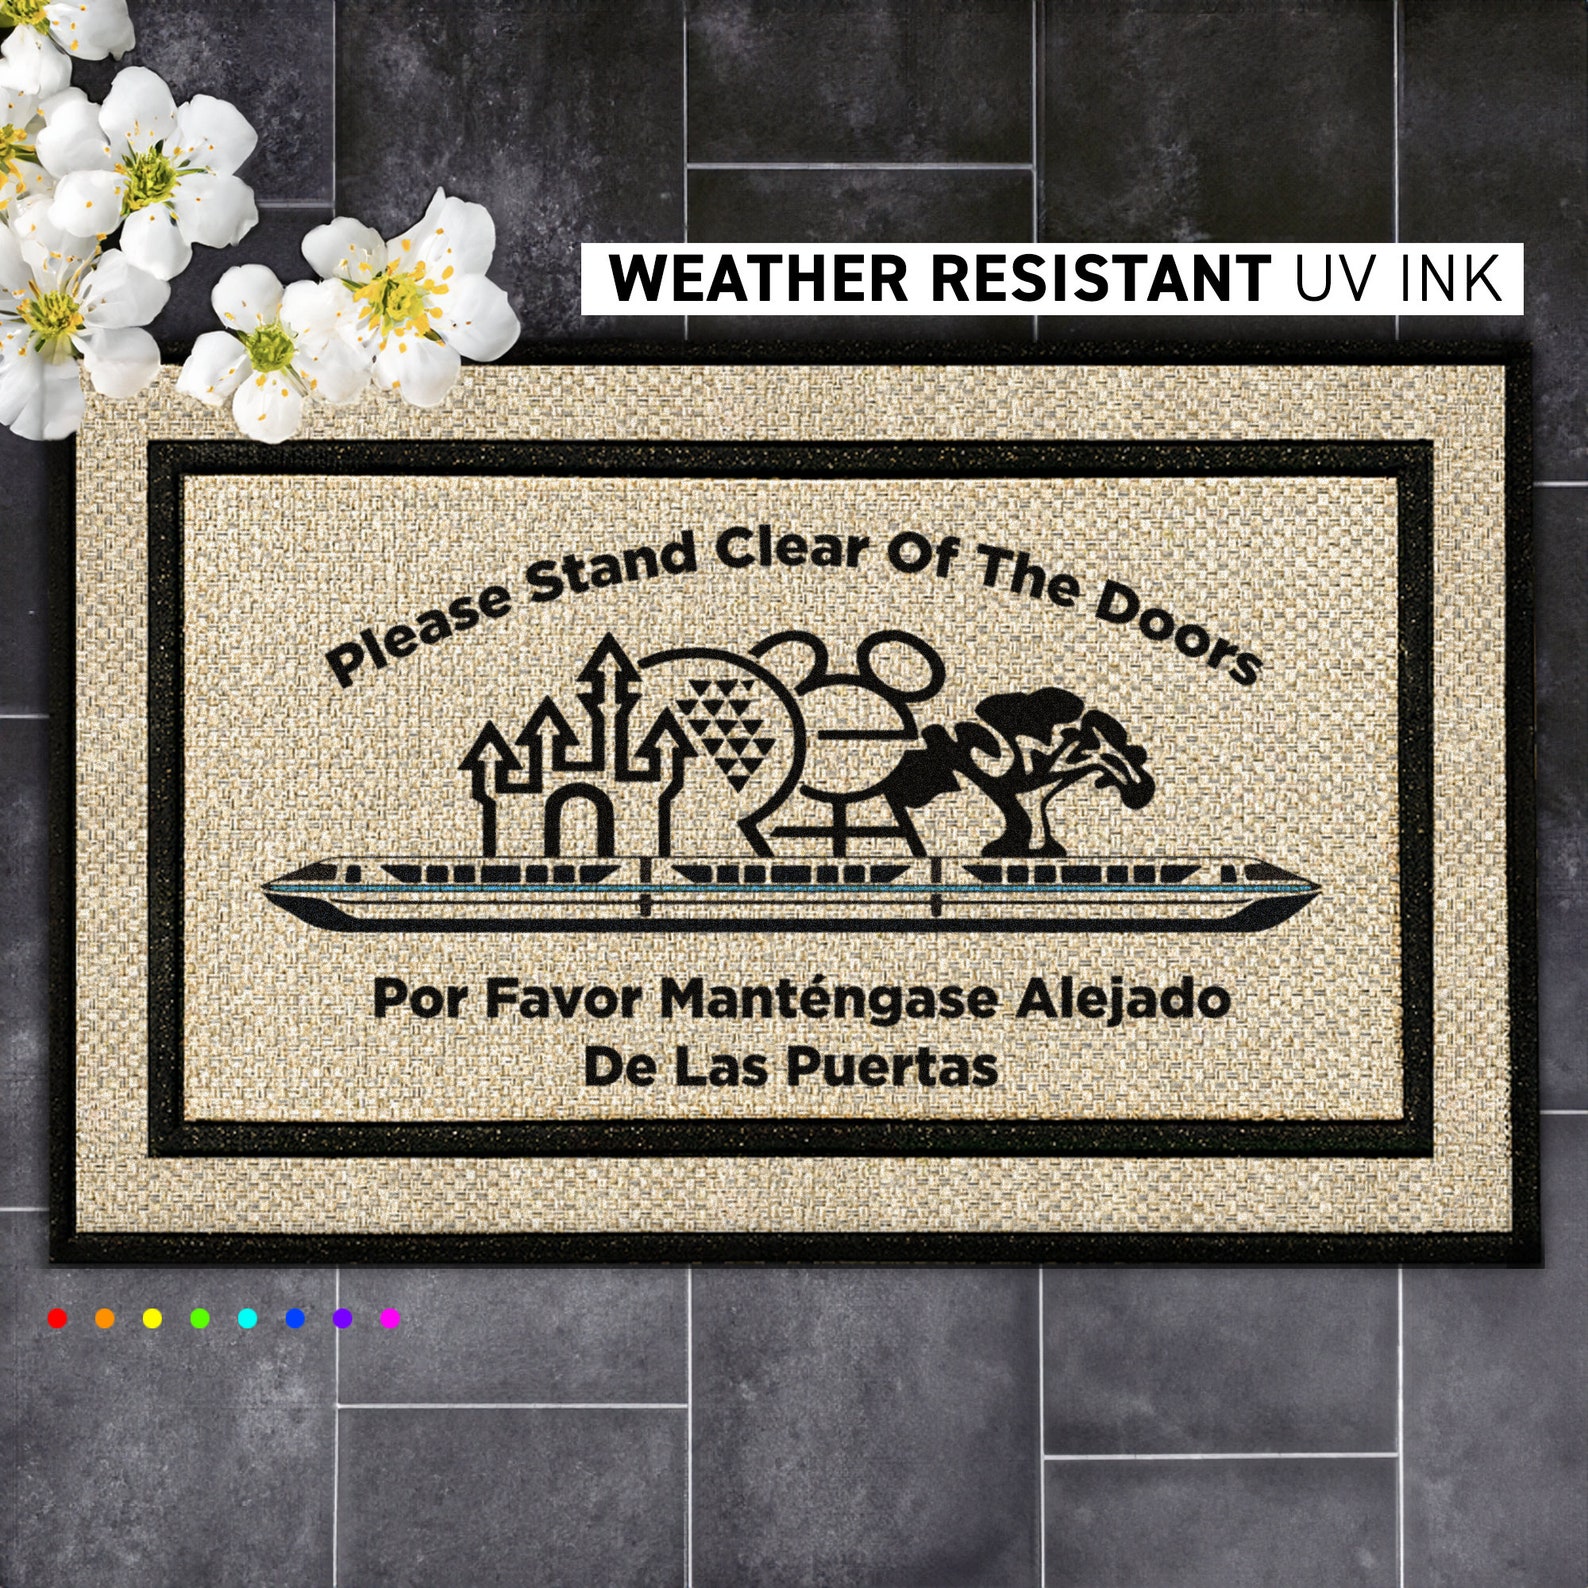 WEATHER RESISTANT UV INK
Please Stand Clear Of The Doors
Por Favor Manténgase Alejado
De Las Puertas